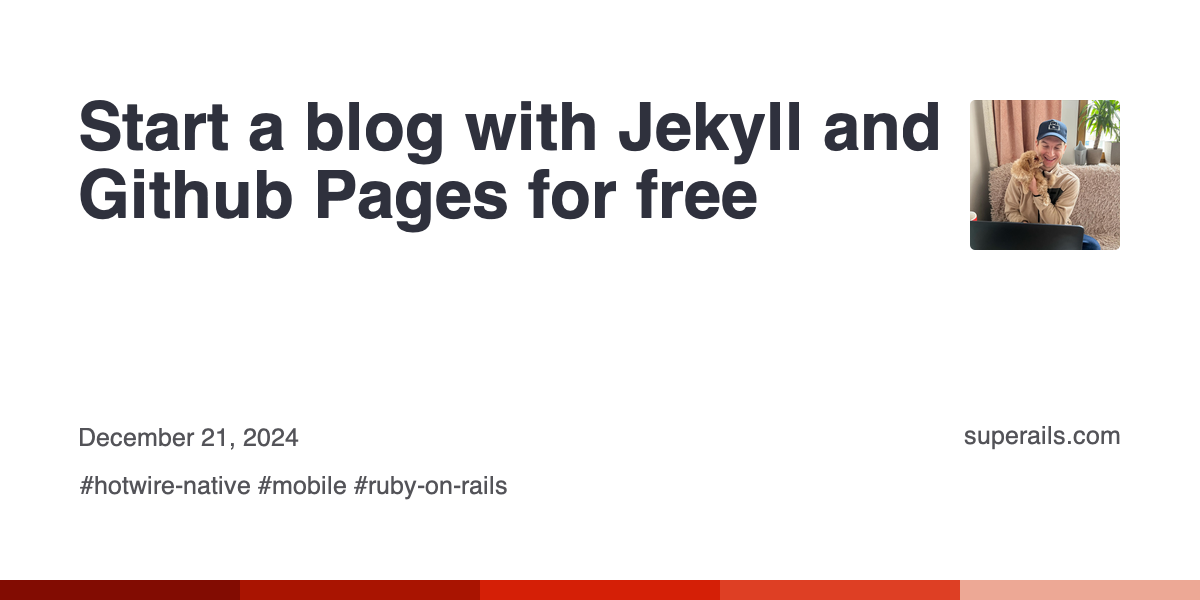 Start a blog with Jekyll and
Github Pages for free
December 21, 2024
superails.com
#hotwire-native #mobile #ruby-on-rails